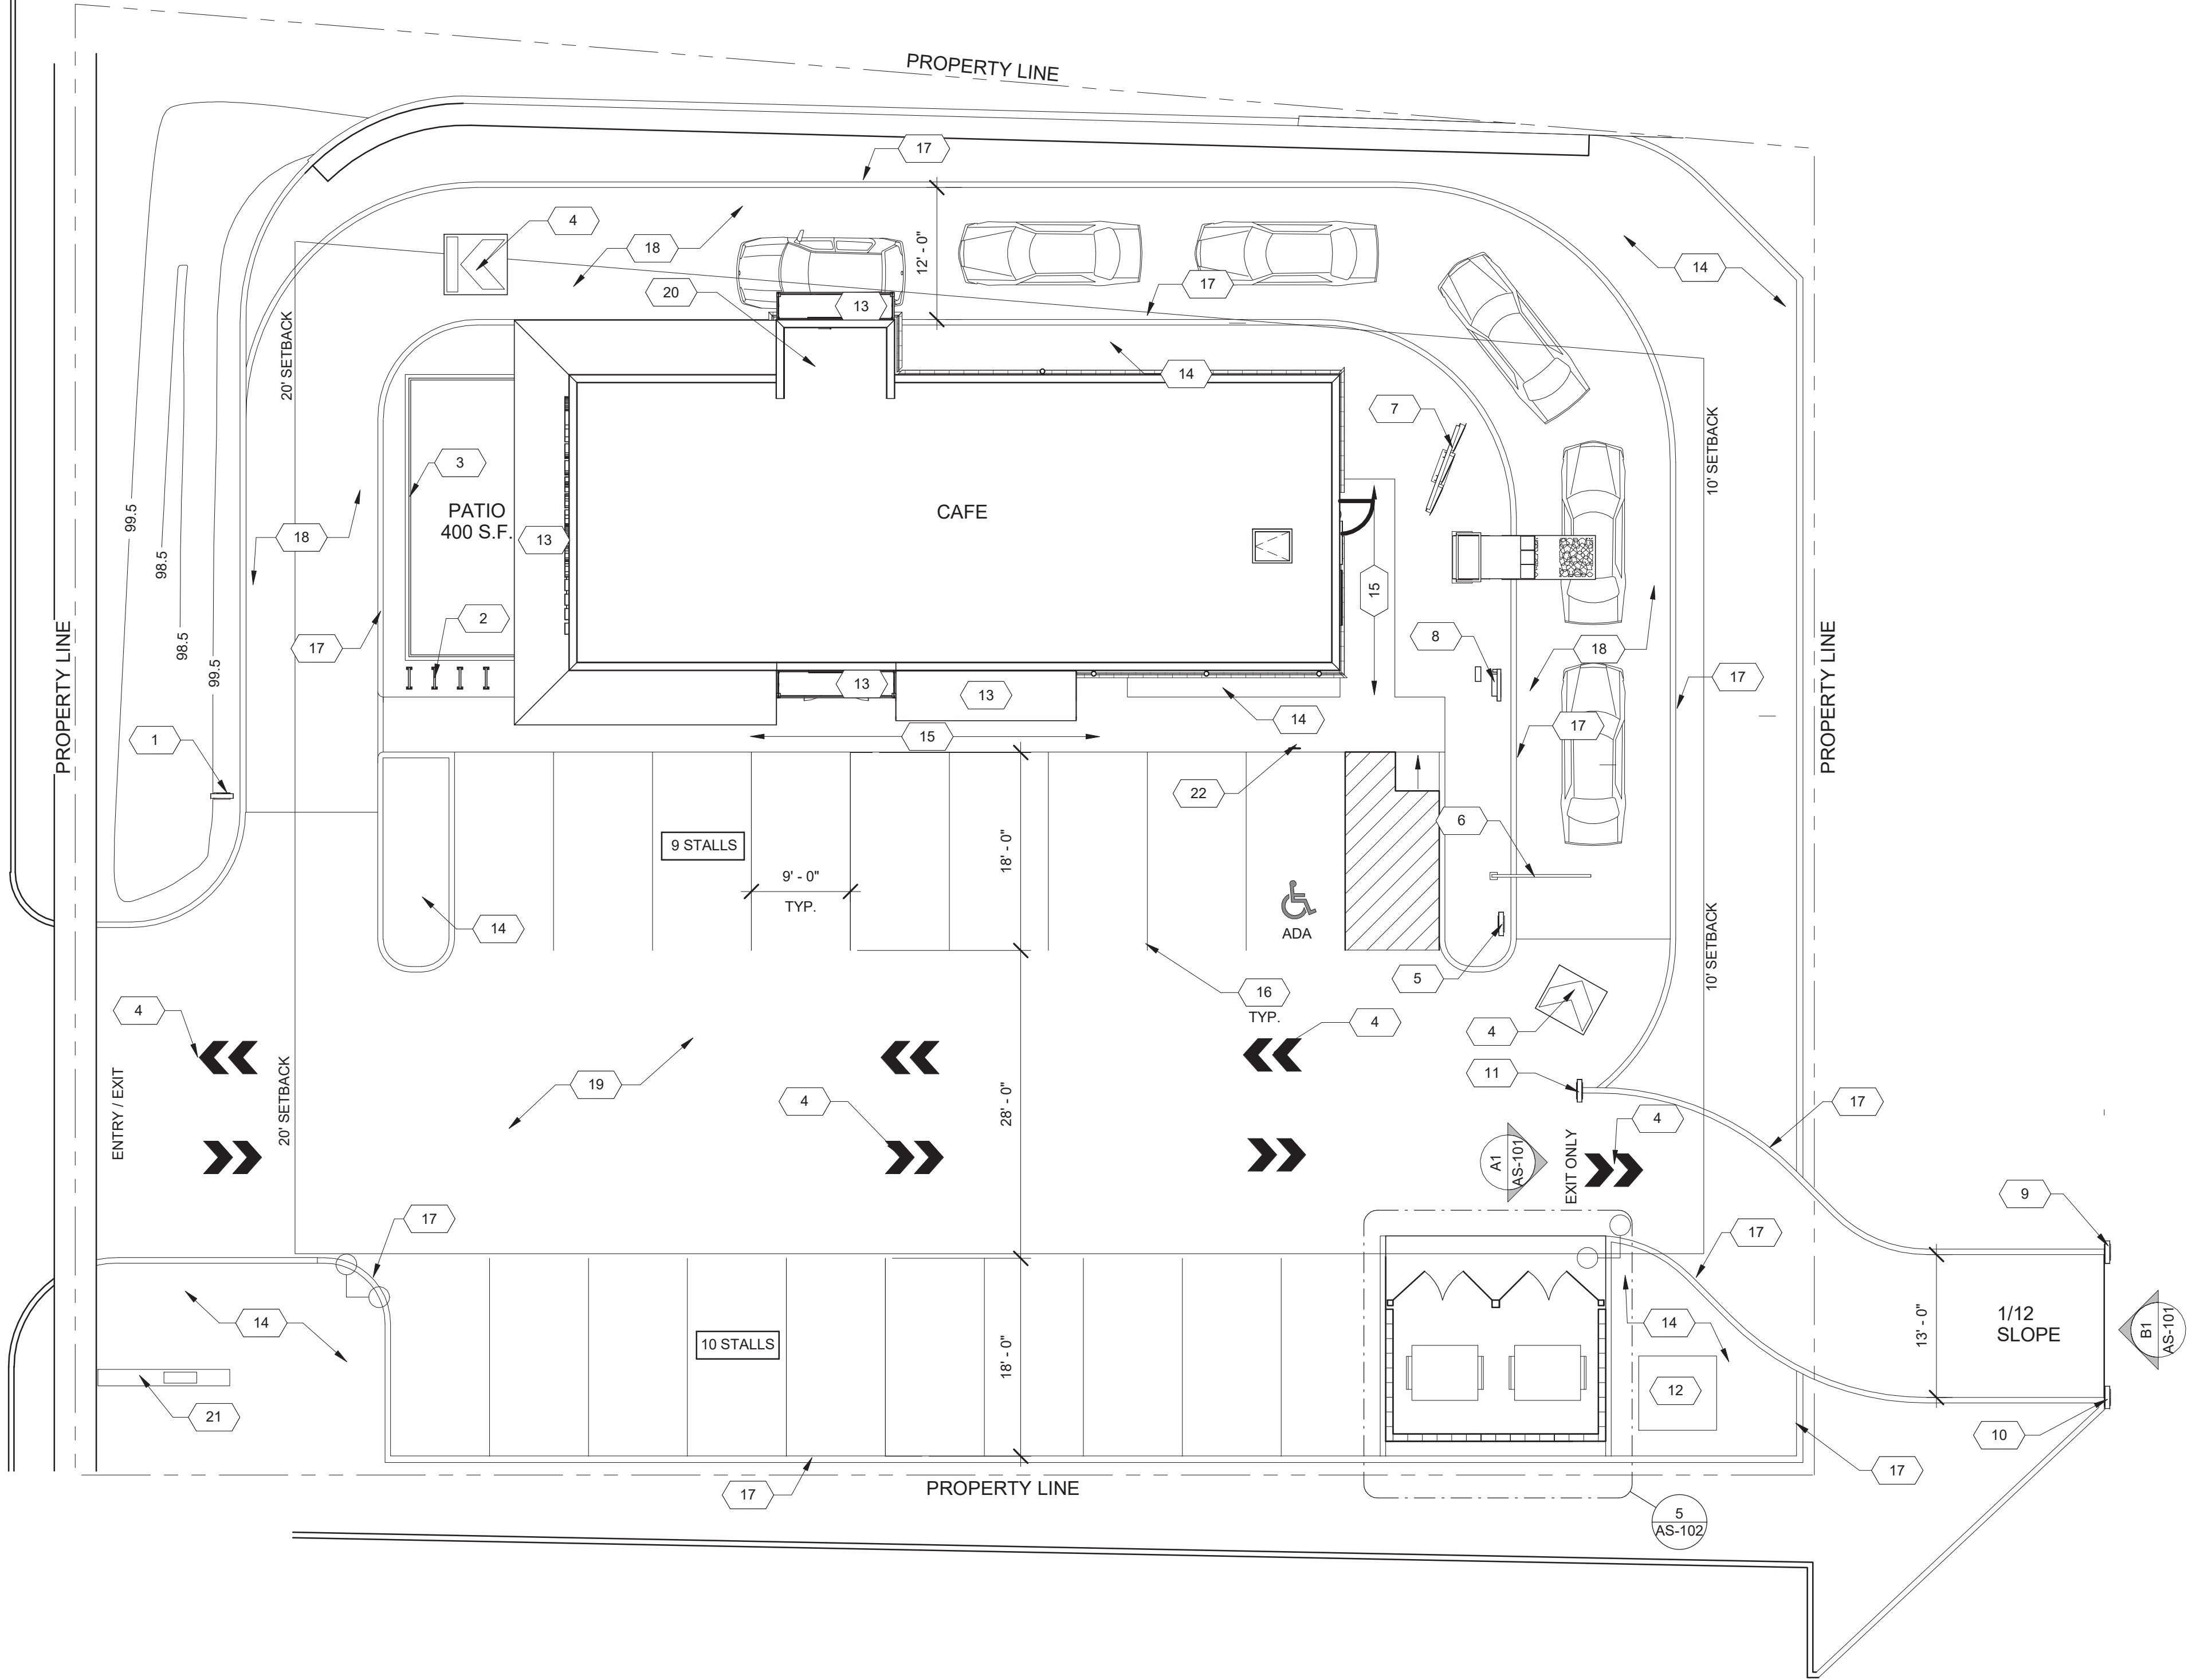 PROPERTY LINE
17
4
18
12' - 0"
14
20
13
17
20' SETBACK
14
7
10' SETBACK
3
99.5
PATIO
400 S.F.
CAFE
13
18
98.5
15
2
8
98.5
17
18
PROPERTY LINE
PROPERTY LINE
99.5
13
13
17
14
17
1
15
22
6
9 STALLS
18' - 0"
9' - 0"
TYP.
14
ADA
10' SETBACK
5
16
TYP.
4
4
4
11
19
28' - 0"
4
17
4
ENTRY / EXIT
20' SETBACK
A1
AS-101
EXIT ONLY
9
17
17
14
14
10 STALLS
18' - 0"
13' - 0"
1/12
SLOPE
B1
AS-101
12
21
10
17
17
PROPERTY LINE
5
AS-102